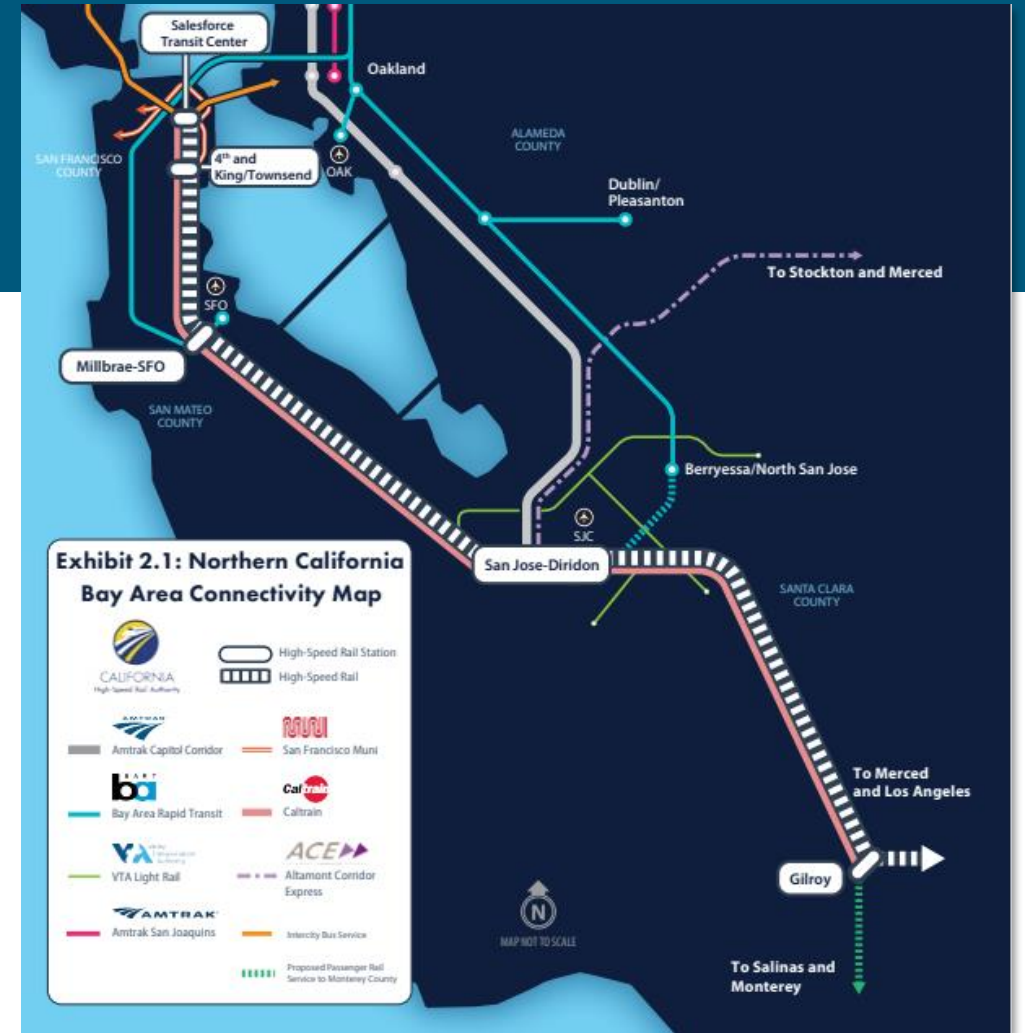 Salesforce
Transit Center
Oakland
ALAMEDA
COUNTY
SAN FRANCISCO
COUNTY
4th and
King/Townsend
OAK
Dublin/
Pleasanton
To Stockton and Merced
SFO
Millbrae-SFO
SAN MATEO
COUNTY
Berryessa/North San Jose
SJC
San Jose-Diridon
SANTA CLARA
COUNTY
Exhibit 2.1: Northern California
Bay Area Connectivity Map
CALIFORNIA
High-Speed Rail Authority
High-Speed Rail Station
High-Speed Rail
AMTRAK
Amtrak Capitol Corridor
MUNI
San Francisco Muni
BART
ba
Bay Area Rapid Transit
Caltrain
Caltrain
VTA
VTA Light Rail
ACE
Altamont Corridor
Express
AMTRAK
Amtrak San Joaquins
Intercity Bus Service
Proposed Passenger Rail
Service to Monterey County
To Merced
and Los Angeles
Gilroy
N
MAP NOT TO SCALE
To Salinas and
Monterey